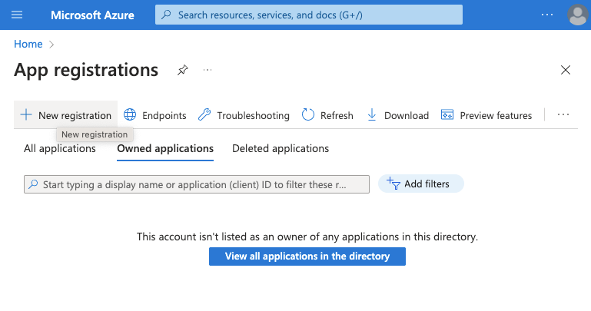 Microsoft Azure
Search resources, services, and docs (G+/)
Home
App registrations
New registration
Endpoints
Troubleshooting
Refresh
Download
Preview features
New registration
All applications
Owned applications
Deleted applications
Start typing a display name or application (client) ID to filter these r...
Add filters
This account isn't listed as an owner of any applications in this directory.
View all applications in the directory